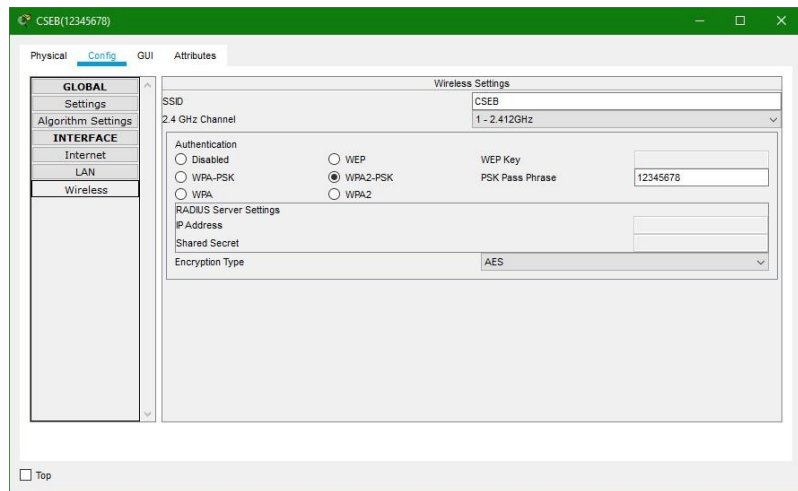 CSEB(12345678)
Physical Config GUI Attributes
GLOBAL
Settings
Algorithm Settings
INTERFACE
Internet
LAN
Wireless
Wireless Settings
SSID CSEB
2.4 GHz Channel 1 - 2.412GHz
Authentication
Disabled WEP WEP Key
WPA-PSK WPA2-PSK PSK Pass Phrase 12345678
WPA WPA2
RADIUS Server Settings
IP Address
Shared Secret
Encryption Type AES
Top